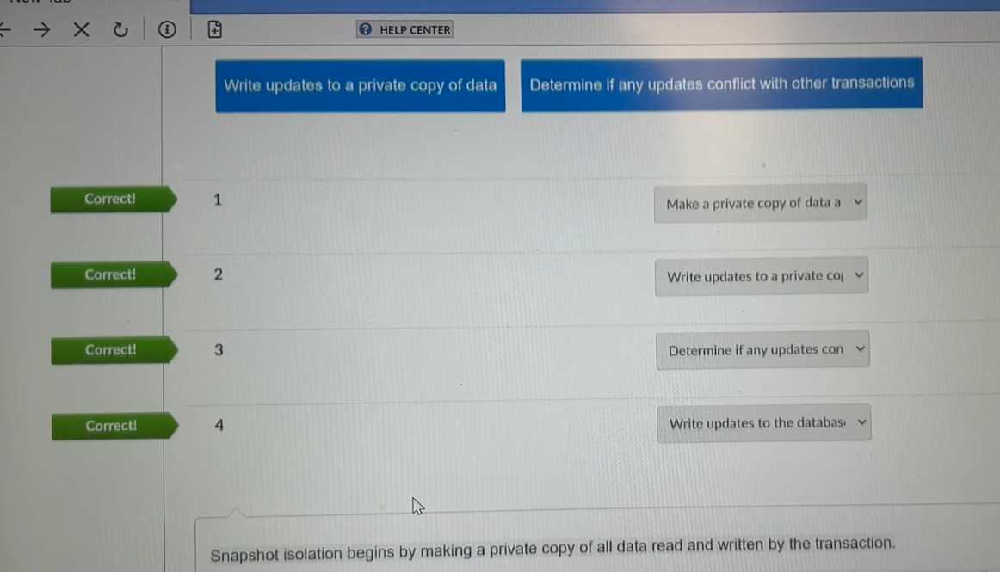 HELP CENTER
Write updates to a private copy of data
Determine if any updates conflict with other transactions
Correct!
1
Make a private copy of data a
Correct!
2
Write updates to a private co
Correct!
3
Determine if any updates con
Correct!
4
Write updates to the databas
Snapshot isolation begins by making a private copy of all data read and written by the transaction.